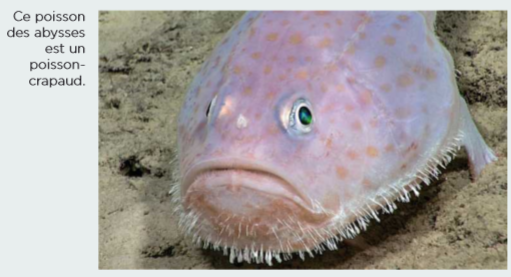 Ce poisson
des abysses
est un
poisson-
crapaud.